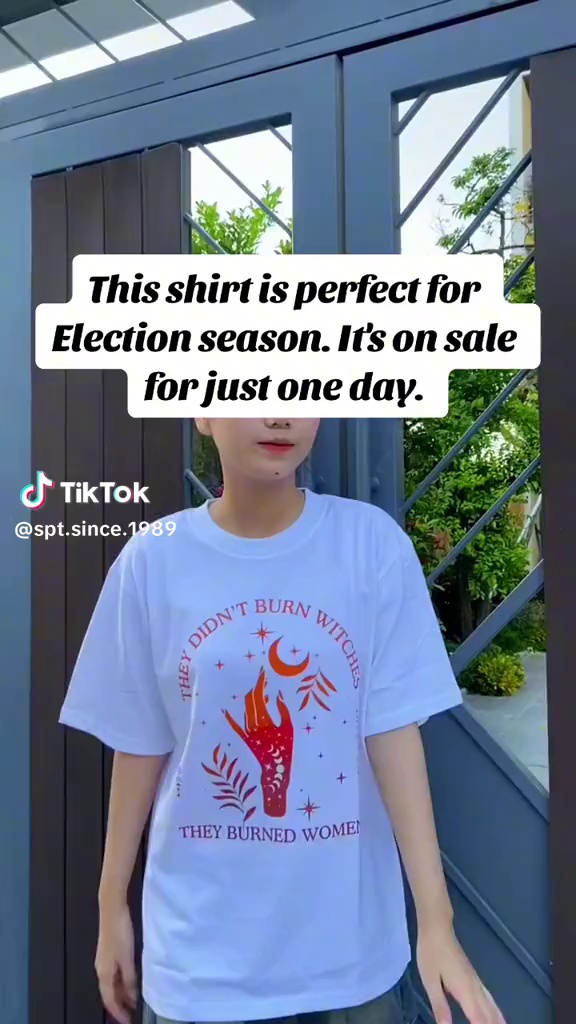 This shirt is perfect for
Election season. It's on sale
for just one day.
TikTok
@spt.since.1989
THEY DIDN'T BURN WITCHES
THEY BURNED WOMEN